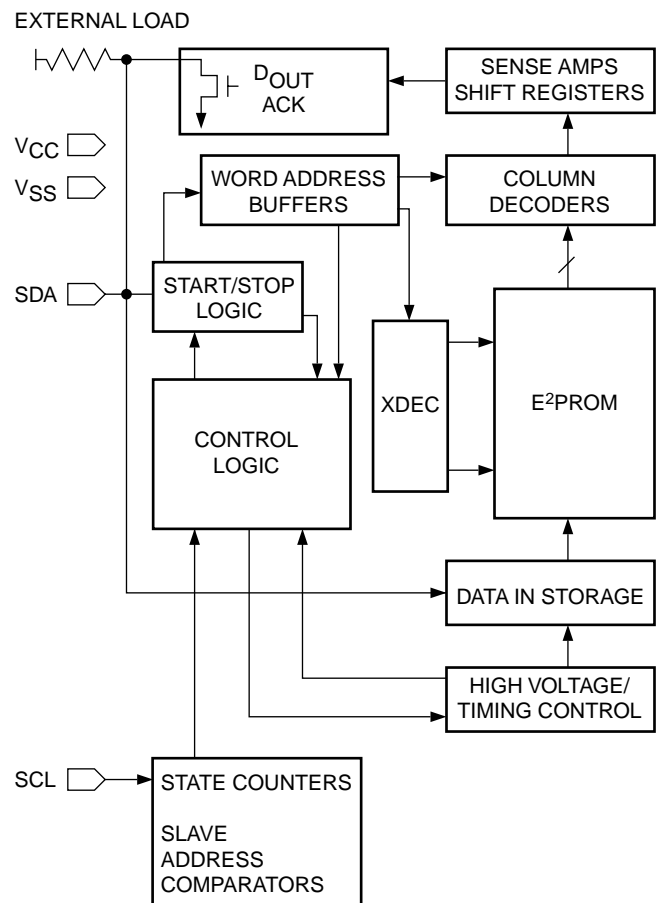 EXTERNAL LOAD
DOUT
ACK
SENSE AMPS
SHIFT REGISTERS
VCC
VSS
WORD ADDRESS
BUFFERS
COLUMN
DECODERS
SDA
START/STOP
LOGIC
XDEC
E²PROM
CONTROL
LOGIC
DATA IN STORAGE
HIGH VOLTAGE/
TIMING CONTROL
SCL
STATE COUNTERS
SLAVE
ADDRESS
COMPARATORS